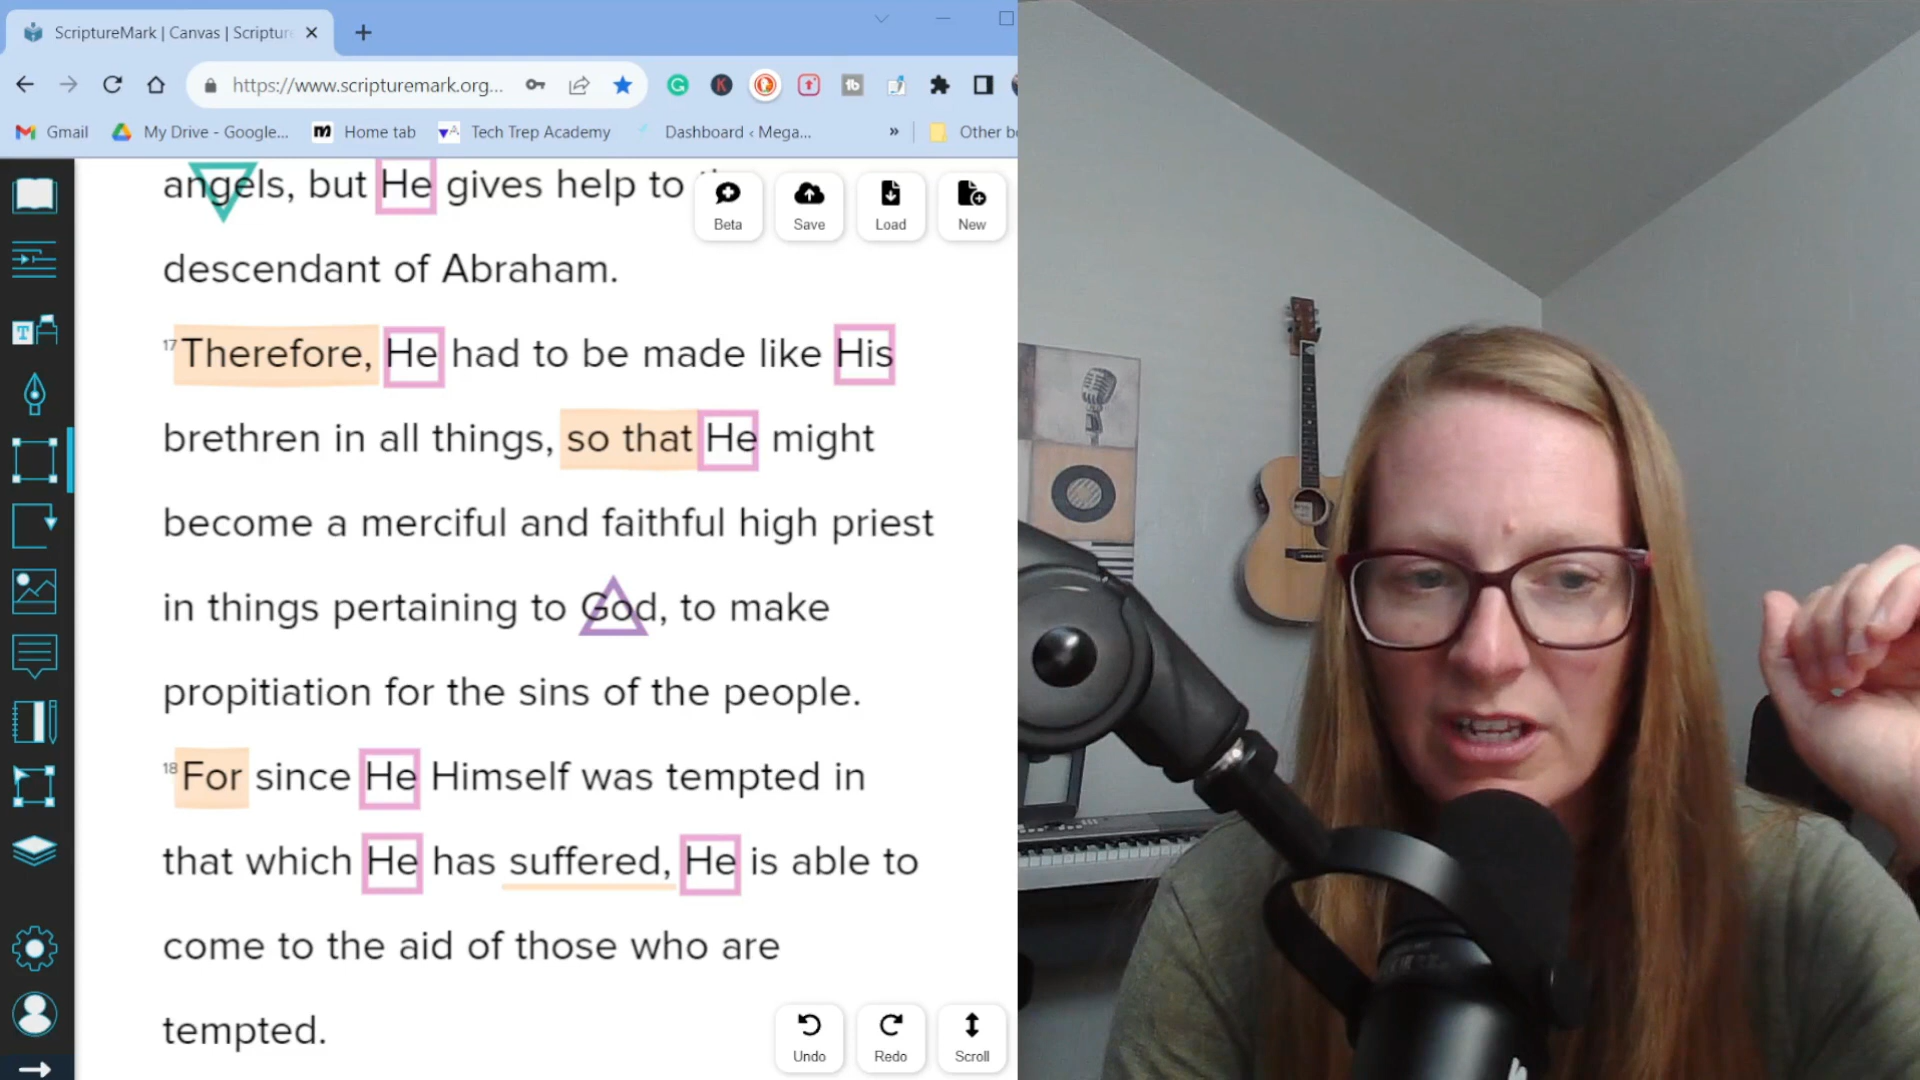 ScriptureMark | Canvas | Scriptur
https://www.scripturemark.org...
Gmail
My Drive - Google...
Home tab
Tech Trep Academy
Dashboard ‹ Mega...
»
Other b
angels, but He gives help to
Beta
Save
Load
New
descendant of Abraham.
17 Therefore, He had to be made like His
brethren in all things, so that He might
become a merciful and faithful high priest
in things pertaining to God, to make
propitiation for the sins of the people.
18 For since He Himself was tempted in
that which He has suffered, He is able to
come to the aid of those who are
tempted.
Undo
Redo
Scroll